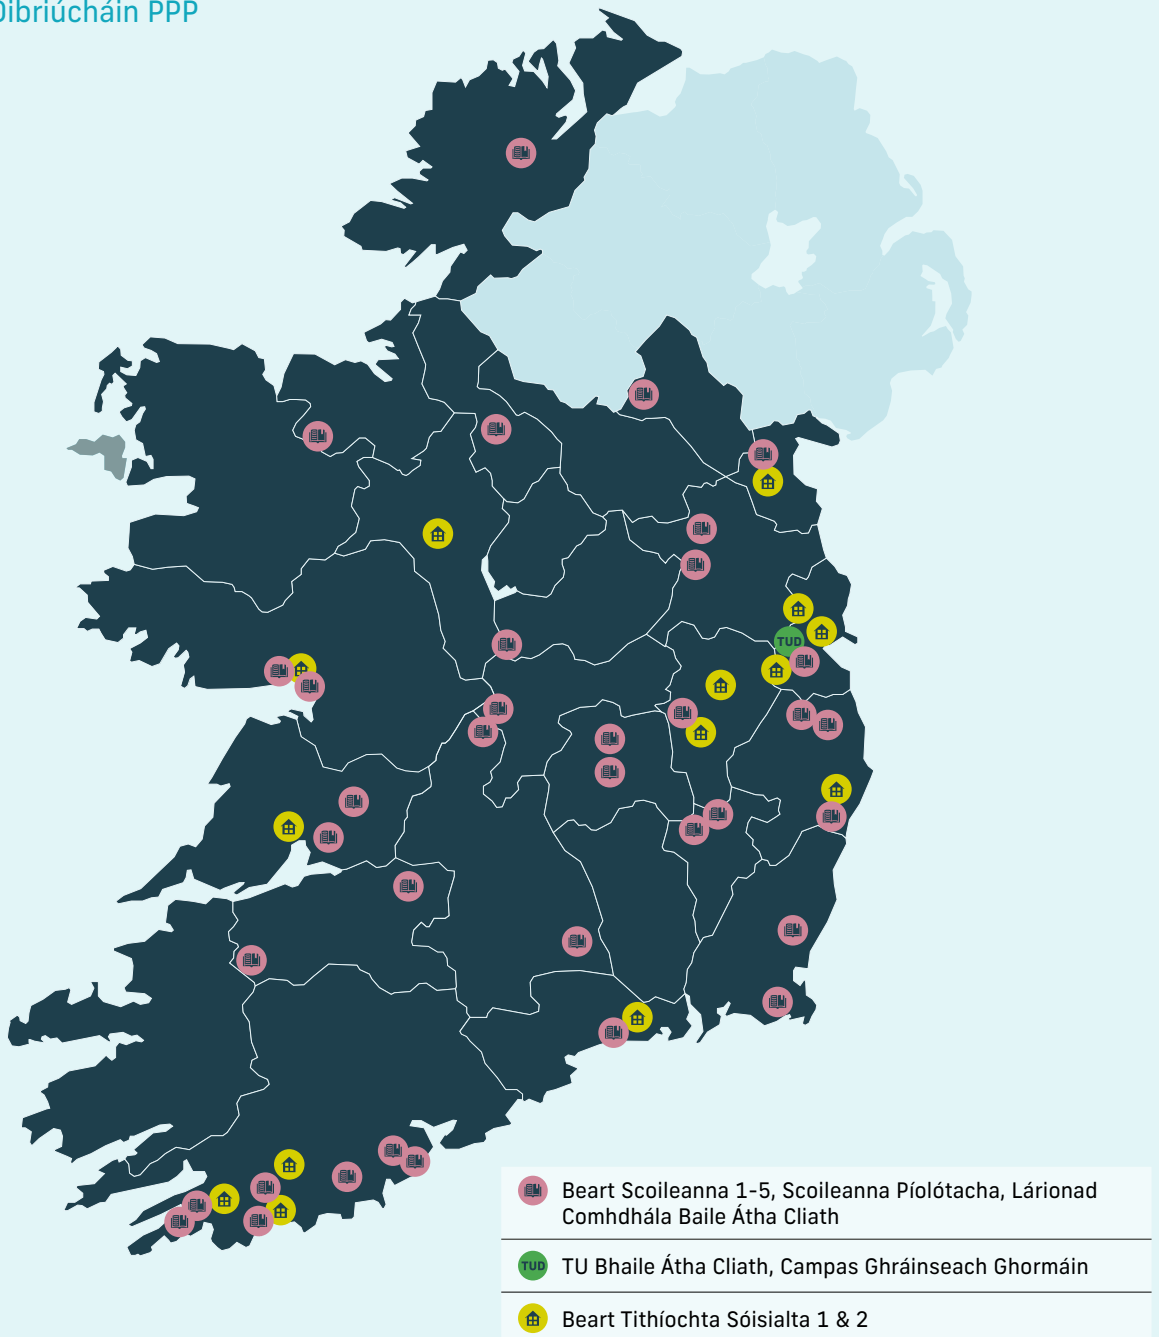 Oibriúcháin PPP
TUD
Beart Scoileanna 1-5, Scoileanna Píolótacha, Lárionad
Comhdhála Baile Átha Cliath
TUD TU Bhaile Átha Cliath, Campas Ghráinseach Ghormáin
Beart Tithíochta Sóisialta 1 & 2